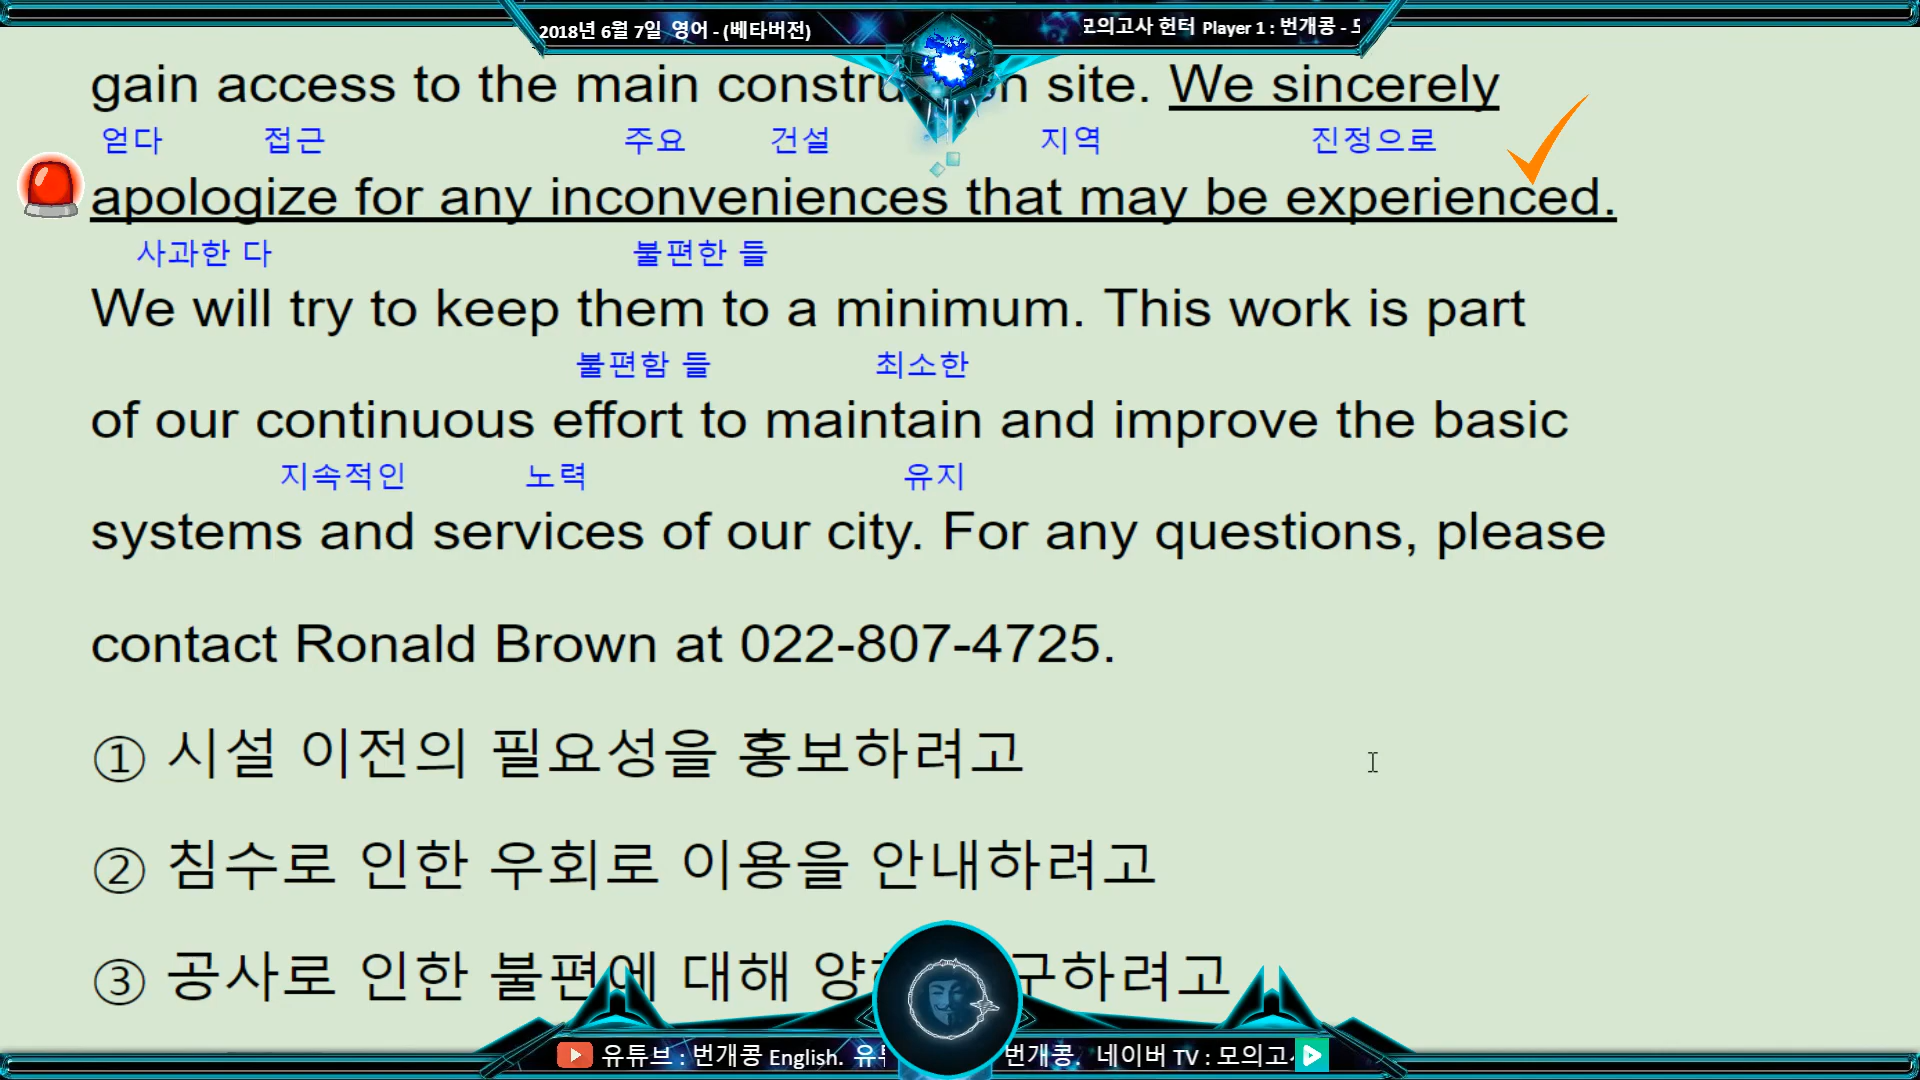 2018년 6월 7일 영어 - (베타버전)
모의고사 헌터 Player 1 : 번개콩 -
gain access to the main site. We sincerely
얻다 접근 주요 건설 지역 진정으로
apologize for any inconveniences that may be experienced.
사과한 다 불편한 들
We will try to keep them to a minimum. This work is part
불편함 들 최소한
of our continuous effort to maintain and improve the basic
지속적인 노력 유지
systems and services of our city. For any questions, please
contact Ronald Brown at 022-807-4725.
① 시설 이전의 필요성을 홍보하려고
② 침수로 인한 우회로 이용을 안내하려고
③ 공사로 인한 불편에 대해
유튜브 : 번개콩 English. 번개콩. 네이버 TV :